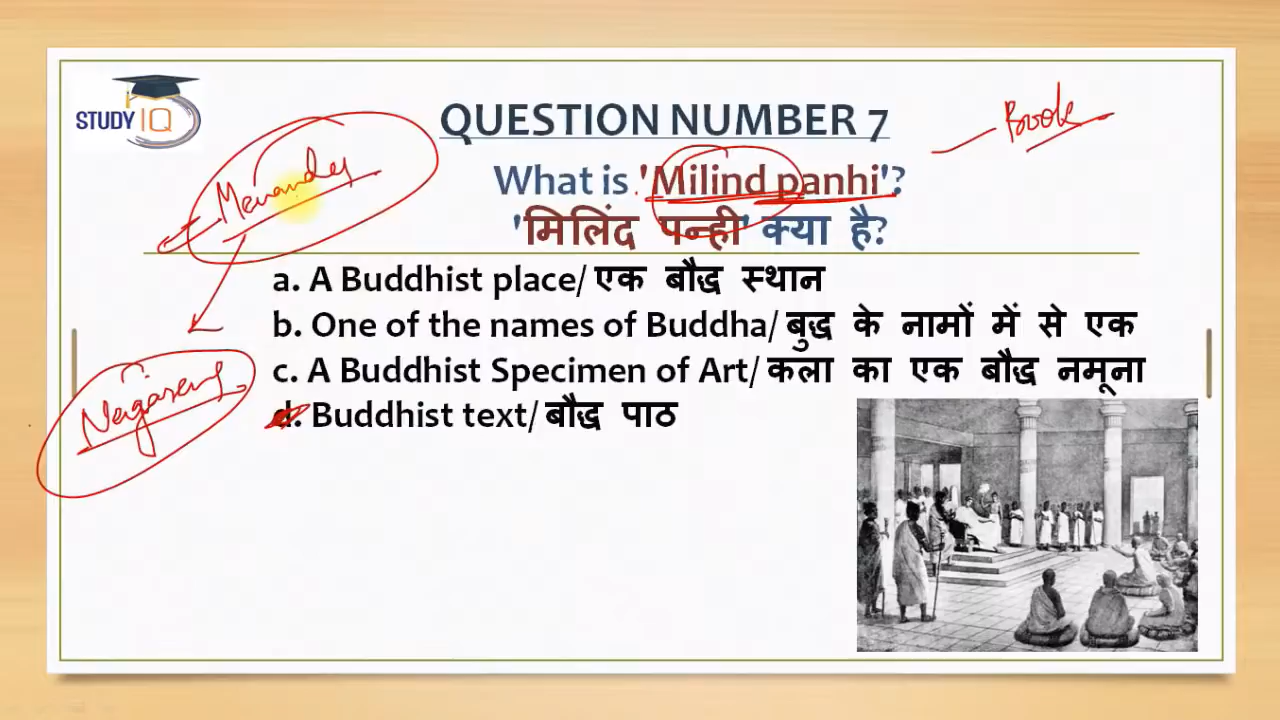 STUDY IQ
QUESTION NUMBER 7
Book
What is 'Milind panhi'?
Menander
'मिलिंद पन्ही' क्या है?
a. A Buddhist place/ एक बौद्ध स्थान
b. One of the names of Buddha/ बुद्ध के नामों में से एक
c. A Buddhist Specimen of Art/ कला का एक बौद्ध नमूना
Nagasena
d. Buddhist text/ बौद्ध पाठ